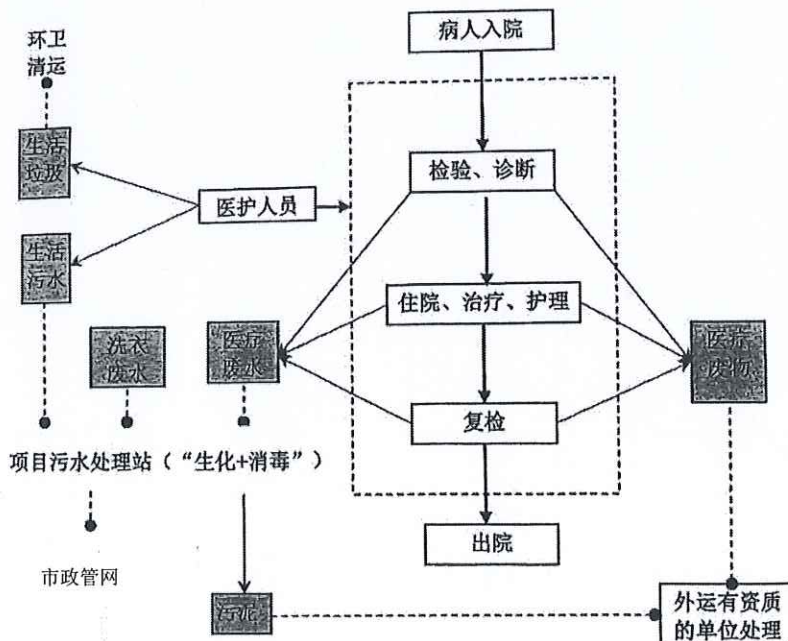 病人入院
环卫
清运
生活
垃圾
检验、诊断
医护人员
生活
污水
住院、治疗、护理
洗衣
废水
医疗
废水
医疗
废物
复检
项目污水处理站（“生化+消毒”）
出院
市政管网
污泥
外运有资质
的单位处理